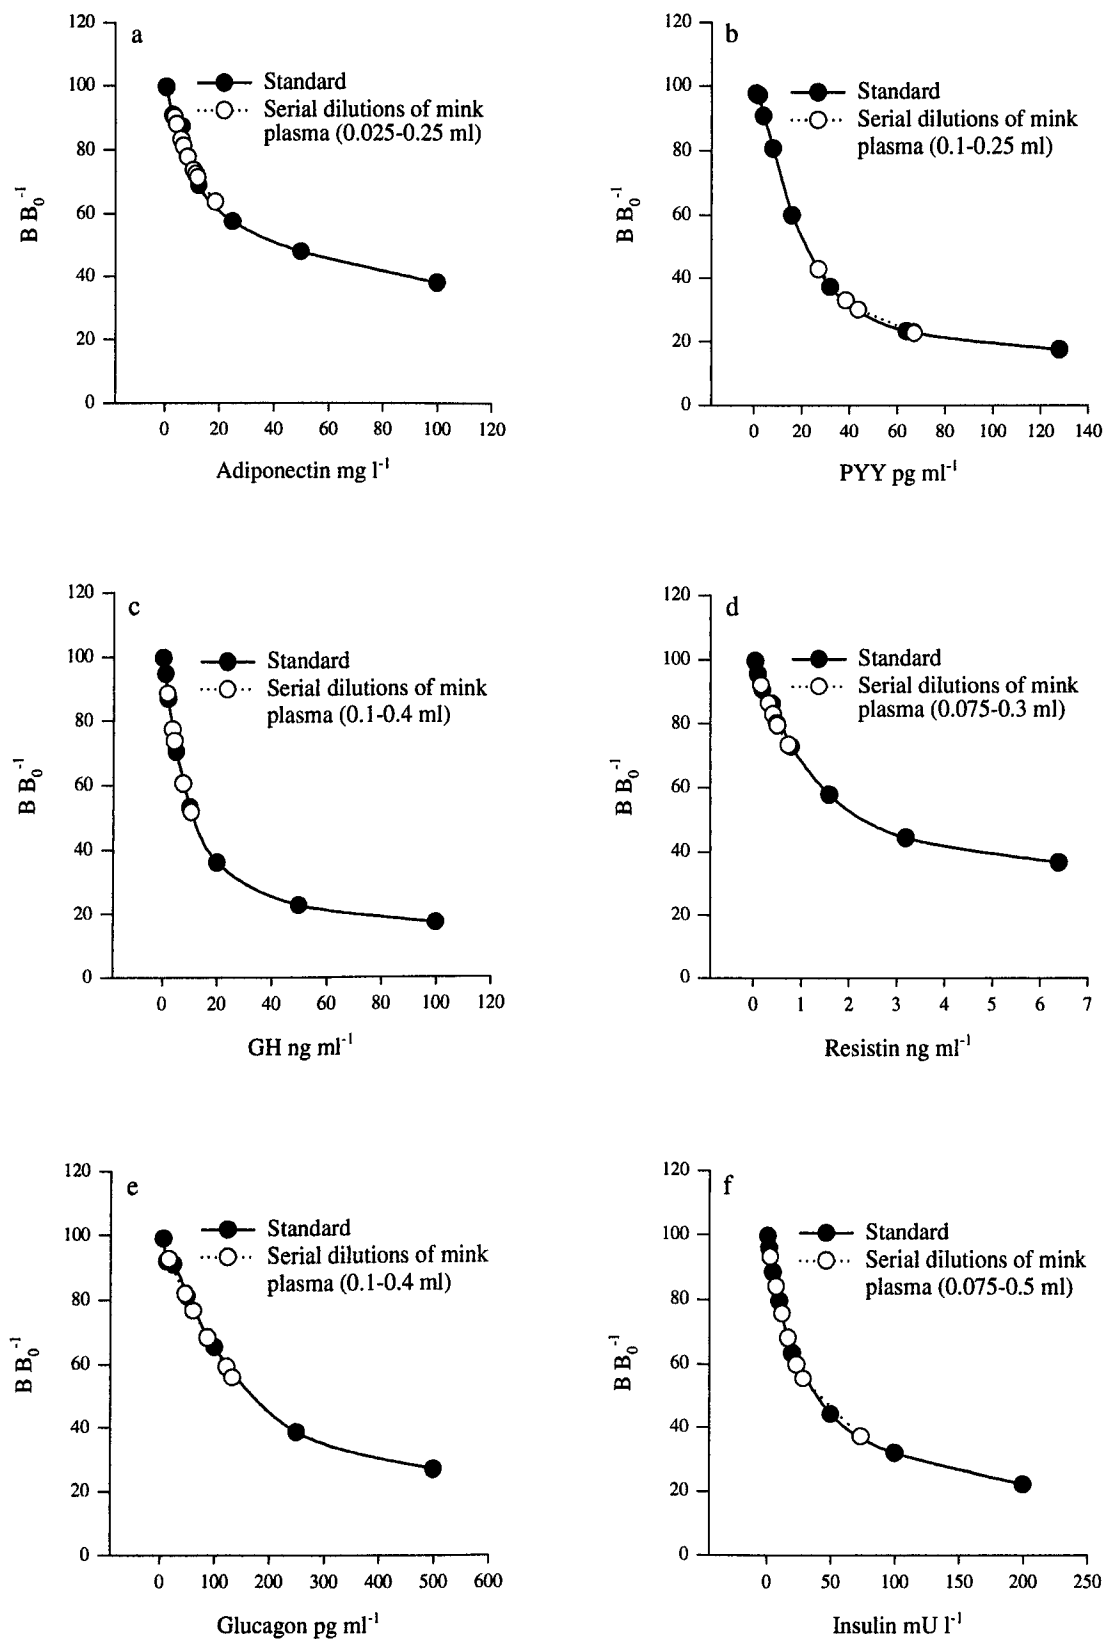 a
120
100
80
60
40
20
0
B B₀⁻¹
Standard
Serial dilutions of mink
plasma (0.025-0.25 ml)
0 20 40 60 80 100 120
Adiponectin mg l⁻¹
b
120
100
80
60
40
20
0
B B₀⁻¹
Standard
Serial dilutions of mink
plasma (0.1-0.25 ml)
0 20 40 60 80 100 120 140
PYY pg ml⁻¹
c
120
100
80
60
40
20
0
B B₀⁻¹
Standard
Serial dilutions of mink
plasma (0.1-0.4 ml)
0 20 40 60 80 100 120
GH ng ml⁻¹
d
120
100
80
60
40
20
0
B B₀⁻¹
Standard
Serial dilutions of mink
plasma (0.075-0.3 ml)
0 1 2 3 4 5 6 7
Resistin ng ml⁻¹
e
120
100
80
60
40
20
0
B B₀⁻¹
Standard
Serial dilutions of mink
plasma (0.1-0.4 ml)
0 100 200 300 400 500 600
Glucagon pg ml⁻¹
f
120
100
80
60
40
20
0
B B₀⁻¹
Standard
Serial dilutions of mink
plasma (0.075-0.5 ml)
0 50 100 150 200 250
Insulin mU l⁻¹